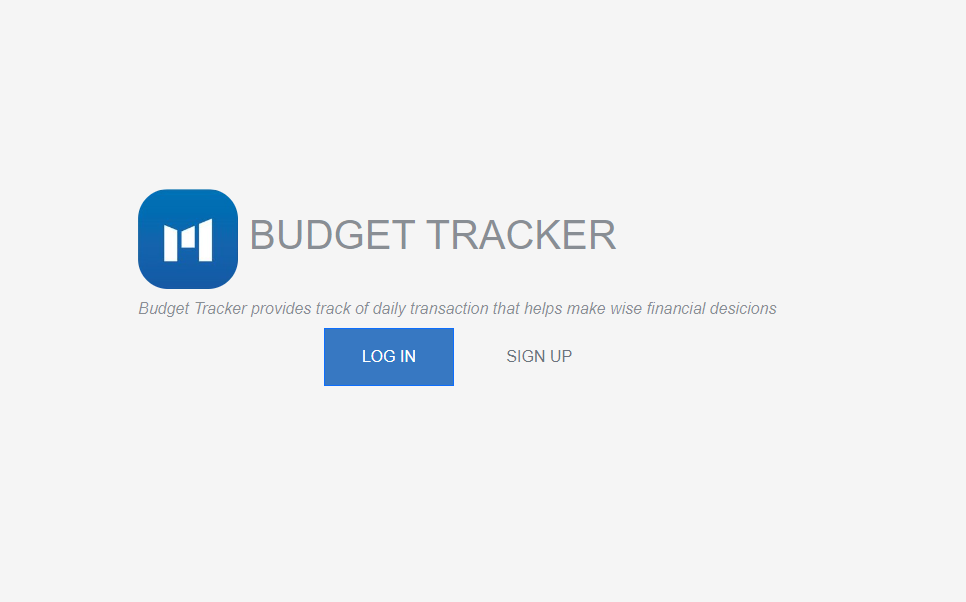 BUDGET TRACKER
Budget Tracker provides track of daily transaction that helps make wise financial desicions
LOG IN
SIGN UP